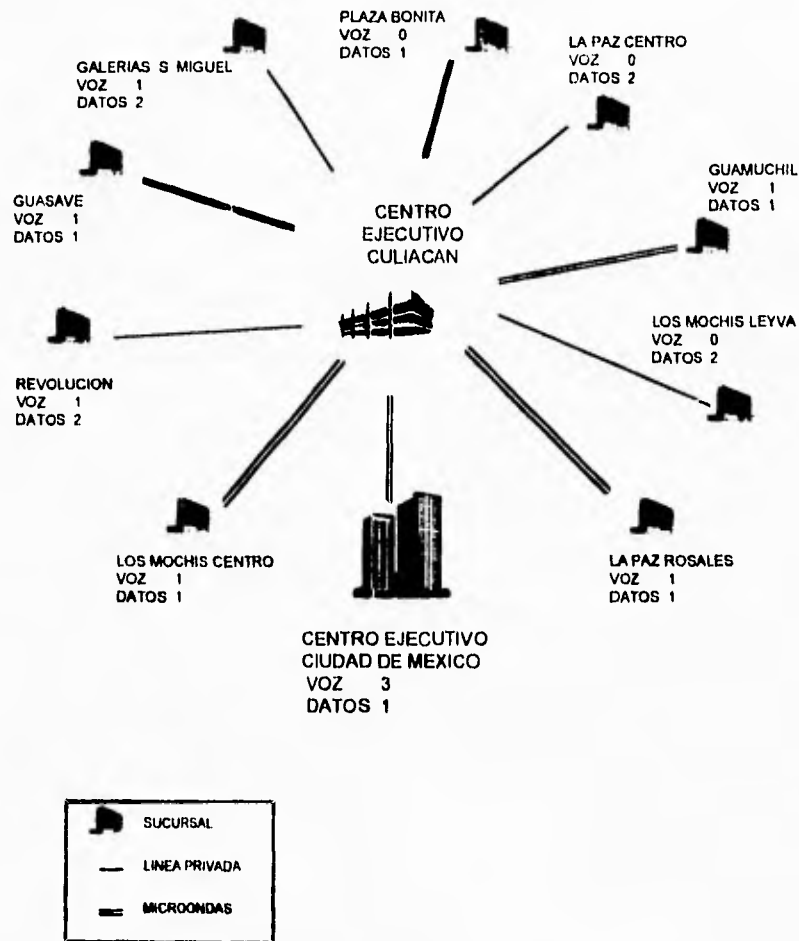 PLAZA BONITA
VOZ 0
DATOS 1
LA PAZ CENTRO
VOZ 0
DATOS 2
GALERIAS S MIGUEL
VOZ 1
DATOS 2
GUAMUCHIL
VOZ 1
DATOS 1
GUASAVE
VOZ 1
DATOS 1
CENTRO
EJECUTIVO
CULIACAN
LOS MOCHIS LEYVA
VOZ 0
DATOS 2
REVOLUCION
VOZ 1
DATOS 2
LOS MOCHIS CENTRO
VOZ 1
DATOS 1
LA PAZ ROSALES
VOZ 1
DATOS 1
CENTRO EJECUTIVO
CIUDAD DE MEXICO
VOZ 3
DATOS 1
SUCURSAL
LINEA PRIVADA
MICROONDAS